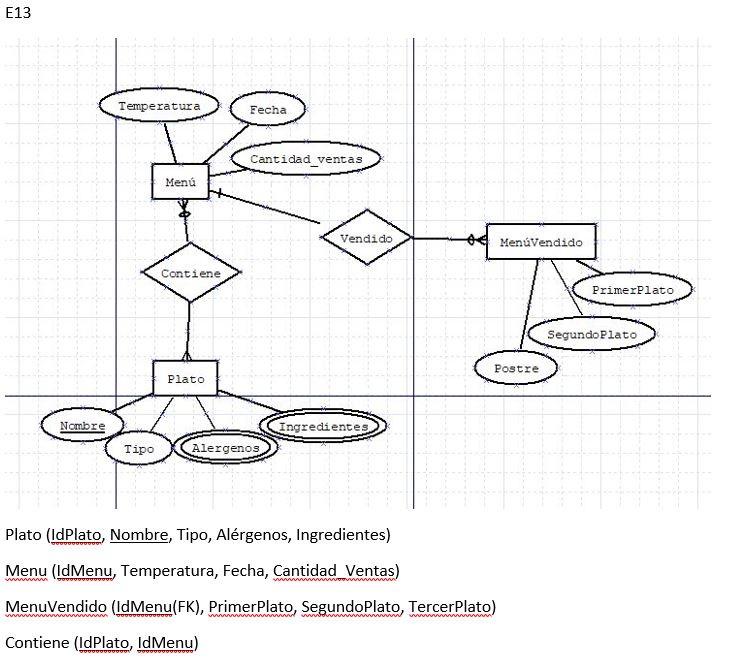 E13
Temperatura
Fecha
Cantidad_ventas
Menú
Vendido
MenúVendido
Contiene
PrimerPlato
SegundoPlato
Postre
Plato
Nombre
Ingredientes
Tipo
Alergenos
Plato (IdPlato, Nombre, Tipo, Alérgenos, Ingredientes)
Menu (IdMenu, Temperatura, Fecha, Cantidad_Ventas)
MenuVendido (IdMenu(FK), PrimerPlato, SegundoPlato, TercerPlato)
Contiene (IdPlato, IdMenu)